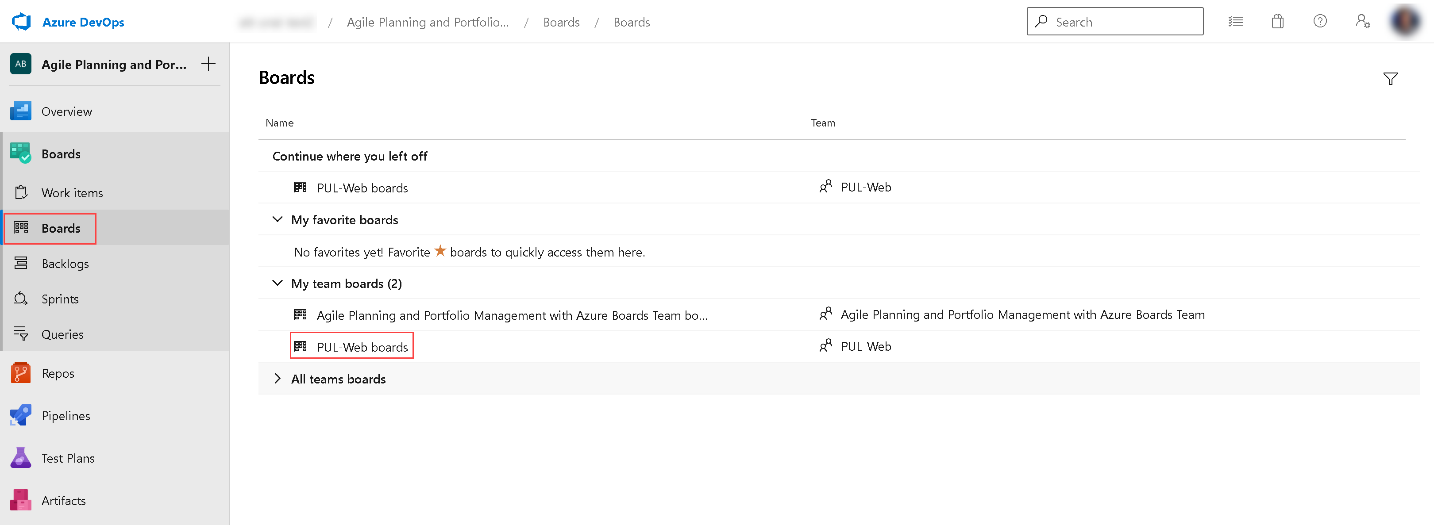 Azure DevOps / Agile Planning and Portfolio... / Boards / Boards Search
AB Agile Planning and Por... +
Overview
Boards
Work items
Boards
Backlogs
Sprints
Queries
Repos
Pipelines
Test Plans
Artifacts
Boards
Name Team
Continue where you left off
PUL-Web boards PUL-Web
My favorite boards
No favorites yet! Favorite ★ boards to quickly access them here.
My team boards (2)
Agile Planning and Portfolio Management with Azure Boards Team bo... Agile Planning and Portfolio Management with Azure Boards Team
PUL-Web boards PUL Web
All teams boards